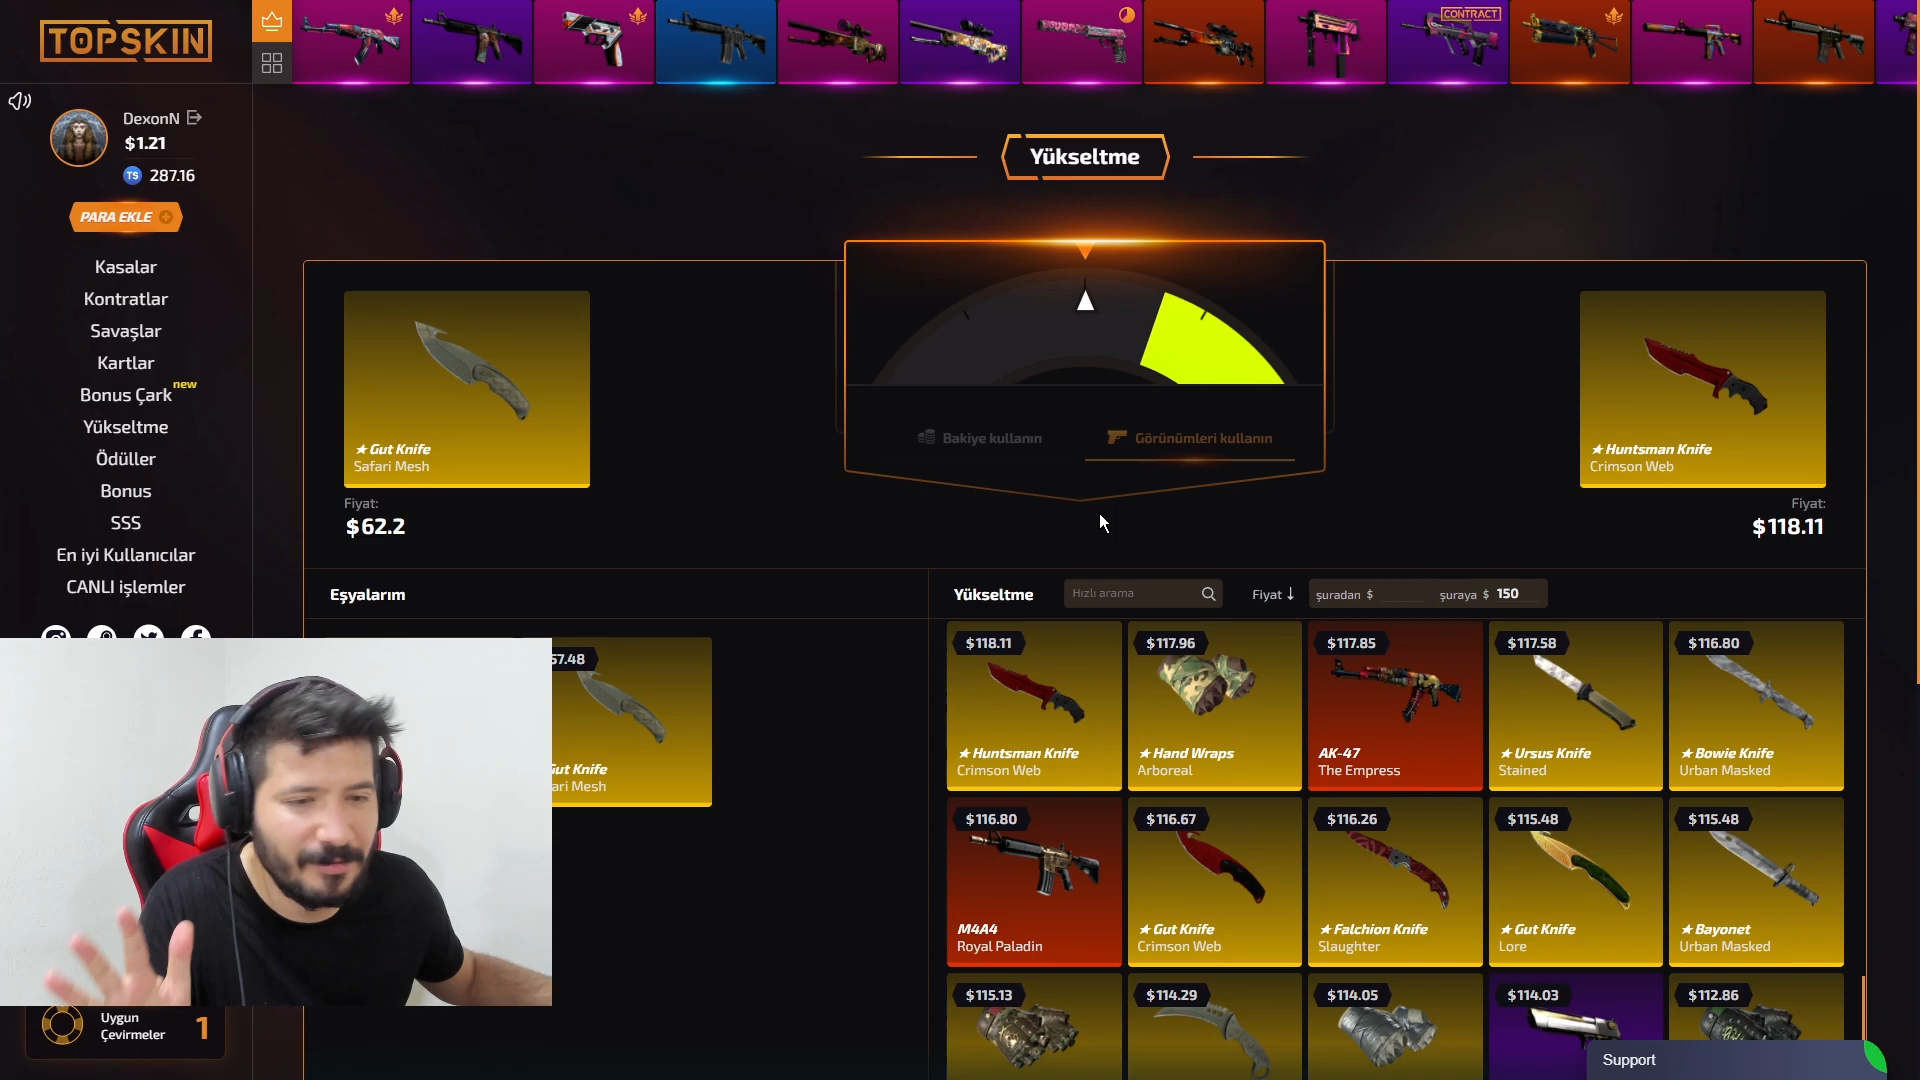 TOPSKIN
CONTRACT
DexonN
$1.21
TS 287.16
PARA EKLE
Kasalar
Kontratlar
Savaşlar
Kartlar
Bonus Çark new
Yükseltme
Ödüller
Bonus
SSS
En iyi Kullanıcılar
CANLI işlemler
Uygun
Çevirmeler
1
Yükseltme
★ Gut Knife
Safari Mesh
Fiyat:
$62.2
Bakiye kullanın
Görünümleri kullanın
★ Huntsman Knife
Crimson Web
Fiyat:
$118.11
Eşyalarım
57.48
Gut Knife
ari Mesh
Yükseltme
Hızlı arama
Fiyat ↓
şuradan $
şuraya $ 150
$118.11
★ Huntsman Knife
Crimson Web
$117.96
★ Hand Wraps
Arboreal
$117.85
AK-47
The Empress
$117.58
★ Ursus Knife
Stained
$116.80
★ Bowie Knife
Urban Masked
$116.80
M4A4
Royal Paladin
$116.67
★ Gut Knife
Crimson Web
$116.26
★ Falchion Knife
Slaughter
$115.48
★ Gut Knife
Lore
$115.48
★ Bayonet
Urban Masked
$115.13
$114.29
$114.05
$114.03
$112.86
Support